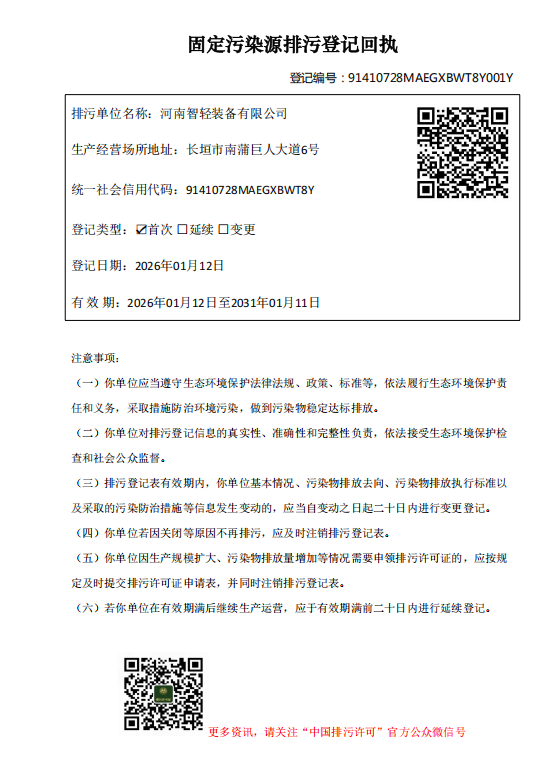 固定污染源排污登记回执
登记编号：91410728MAEGXBWT8Y001Y
排污单位名称：河南智轻装备有限公司
生产经营场所地址：长垣市南蒲巨人大道6号
统一社会信用代码：91410728MAEGXBWT8Y
登记类型：☑首次 ☐延续 ☐变更
登记日期：2026年01月12日
有 效 期：2026年01月12日至2031年01月11日
注意事项：
（一）你单位应当遵守生态环境保护法律法规、政策、标准等，依法履行生态环境保护责
任和义务，采取措施防治环境污染，做到污染物稳定达标排放。
（二）你单位对排污登记信息的真实性、准确性和完整性负责，依法接受生态环境保护检
查和社会公众监督。
（三）排污登记表有效期内，你单位基本情况、污染物排放去向、污染物排放执行标准以
及采取的污染防治措施等信息发生变动的，应当自变动之日起二十日内进行变更登记。
（四）你单位若因关闭等原因不再排污，应及时注销排污登记表。
（五）你单位因生产规模扩大、污染物排放量增加等情况需要申领排污许可证的，应按规
定及时提交排污许可证申请表，并同时注销排污登记表。
（六）若你单位在有效期满后继续生产运营，应于有效期满前二十日内进行延续登记。
更多资讯，请关注“中国排污许可”官方公众微信号